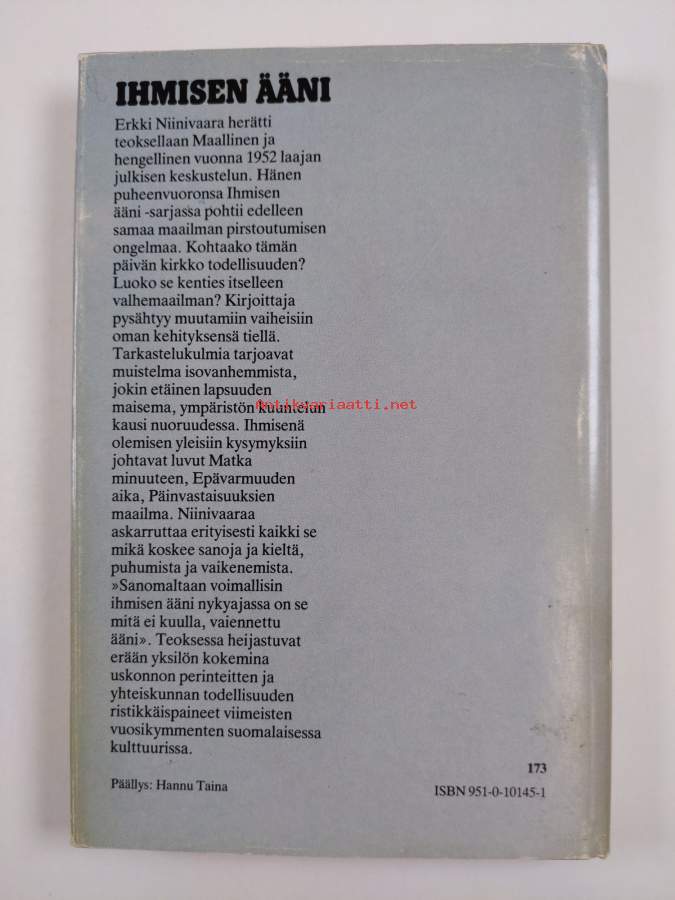 IHMISEN ÄÄNI
Erkki Niinivaara herätti
teoksellaan Maallinen ja
hengellinen vuonna 1952 laajan
julkisen keskustelun. Hänen
puheenvuoronsa Ihmisen
ääni -sarjassa pohtii edelleen
samaa maailman pirstoutumisen
ongelmaa. Kohtaako tämän
päivän kirkko todellisuuden?
Luoko se kenties itselleen
valhemaailman? Kirjoittaja
pysähtyy muutamiin vaiheisiin
oman kehityksensä tiellä.
Tarkastelukulmia tarjoavat
muistelma isovanhemmista,
jokin etäinen lapsuuden
maisema, ympäristön kuuntelun
Antikvariaatti.net
kausi nuoruudessa. Ihmisenä
olemisen yleisiin kysymyksiin
johtavat luvut Matka
minuuteen, Epävarmuuden
aika, Päinvastaisuuksien
maailma. Niinivaaraa
askarruttaa erityisesti kaikki se
mikä koskee sanoja ja kieltä,
puhumista ja vaikenemista.
»Sanomaltaan voimallisin
ihmisen ääni nykyajassa on se
mitä ei kuulla, vaiennettu
ääni». Teoksessa heijastuvat
erään yksilön kokemina
uskonnon perinteitten ja
yhteiskunnan todellisuuden
ristikkäispaineet viimeisten
vuosikymmenten suomalaisessa
kulttuurissa.
173
Päällys: Hannu Taina
ISBN 951-0-10145-1